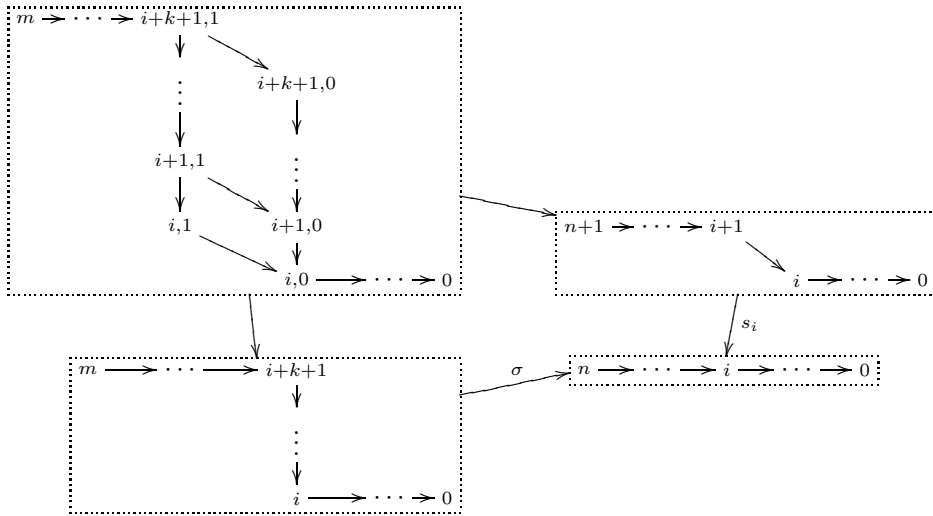 m ··· i+k+1,1
i+k+1,0
⋮
i+1,1
⋮
i,1
i+1,0
i,0 ··· 0
n+1 ··· i+1
i ··· 0
s_i
m ··· i+k+1
⋮
i ··· 0
σ
n ··· i ··· 0